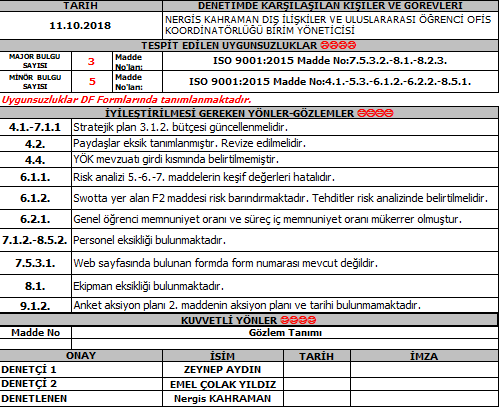 TARİH DENETİMDE KARŞILAŞILAN KİŞİLER VE GÖREVLERİ
11.10.2018 NERGİS KAHRAMAN DIŞ İLİŞKİLER VE ULUSLARARASI ÖĞRENCİ OFİS
KOORDİNATÖRLÜĞÜ BİRİM YÖNETİCİSİ
TESPİT EDİLEN UYGUNSUZLUKLAR
MAJÖR BULGU SAYISI 3 Madde No'ları: ISO 9001:2015 Madde No:7.5.3.2.-8.1.-8.2.3.
MİNÖR BULGU SAYISI 5 Madde No'ları: ISO 9001:2015 Madde No:4.1.-5.3.-6.1.2.-6.2.2.-8.5.1.
Uygunsuzluklar DF Formlarında tanımlanmaktadır.
İYİLEŞTİRİLMESİ GEREKEN YÖNLER-GÖZLEMLER
4.1.-7.1.1 Stratejik plan 3.1.2. bütçesi güncellenmelidir.
4.2. Paydaşlar eksik tanımlanmıştır. Revize edilmelidir.
4.4. YÖK mevzuatı girdi kısmında belirtilmemiştir.
6.1.1. Risk analizi 5.-6.-7. maddelerin keşif değerleri hatalıdır.
6.1.2. Swotta yer alan F2 maddesi risk barındırmaktadır. Tehditler risk analizinde belirtilmelidir.
6.2.1. Genel öğrenci memnuniyet oranı ve süreç iç memnuniyet oranı mükerrer olmuştur.
7.1.2.-8.5.2. Personel eksikliği bulunmaktadır.
7.5.3.1. Web sayfasında bulunan formda form numarası mevcut değildir.
8.1. Ekipman eksikliği bulunmaktadır.
9.1.2. Anket aksiyon planı 2. maddenin aksiyon planı ve tarihi bulunmamaktadır.
KUVVETLİ YÖNLER
Madde No Gözlem Tanımı
ONAY İSİM TARİH İMZA
DENETÇİ 1 ZEYNEP AYDIN
DENETÇİ 2 EMEL ÇOLAK YILDIZ
DENETLENEN Nergis KAHRAMAN